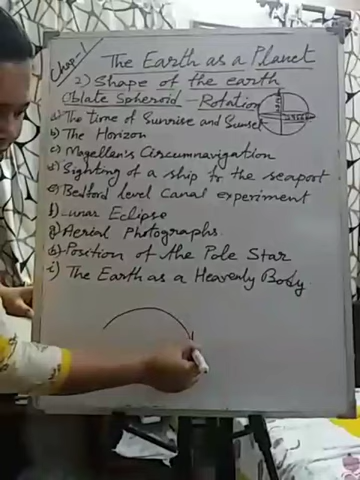 Chap-1
The Earth as a Planet
2) Shape of the earth
Oblate Spheroid - Rotation
a) The time of Sunrise and Sunset
b) The Horizon
c) Magellen's Circumnavigation
d) Sighting of a ship to the seaport
e) Bedford level Canal experiment
f) Lunar Eclipse
g) Aerial Photographs.
h) Position of the Pole Star
i) The Earth as a Heavenly Body